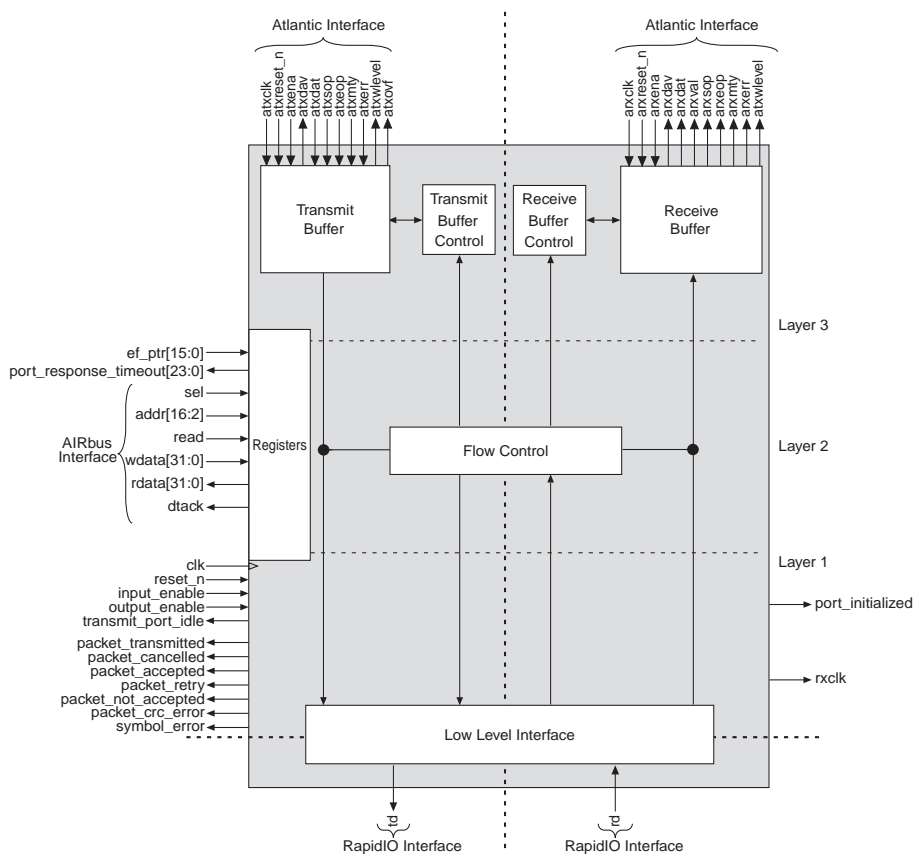 Atlantic Interface
Atlantic Interface
atxclk
atxreset_n
atxena
atxdav
atxdat
atxsop
atxeop
atxmty
atxerr
atxwlevel
atxovf
arxclk
arxreset_n
arxena
arxdav
arxdat
arxval
arxsop
arxeop
arxmty
arxerr
atxwlevel
Transmit
Buffer
Transmit
Buffer
Control
Receive
Buffer
Control
Receive
Buffer
Layer 3
ef_ptr[15:0]
port_response_timeout[23:0]
sel
addr[16:2]
read
wdata[31:0]
rdata[31:0]
dtack
AIRbus
Interface
Registers
Flow Control
Layer 2
Layer 1
clk
reset_n
input_enable
output_enable
transmit_port_idle
packet_transmitted
packet_cancelled
packet_accepted
packet_retry
packet_not_accepted
packet_crc_error
symbol_error
port_initialized
rxclk
Low Level Interface
td
rd
RapidIO Interface
RapidIO Interface